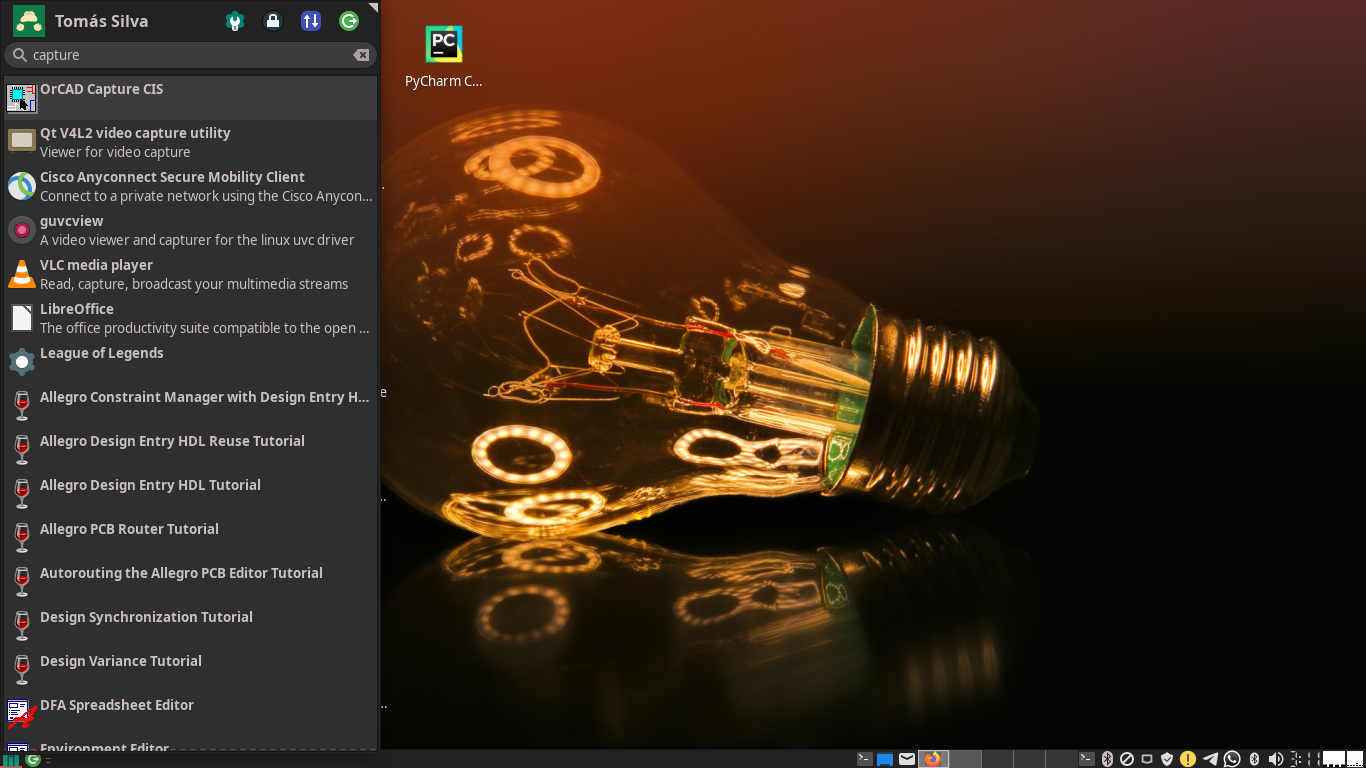 Tomás Silva
capture
OrCAD Capture CIS
Qt V4L2 video capture utility
Viewer for video capture
Cisco Anyconnect Secure Mobility Client
Connect to a private network using the Cisco Anycon...
guvcview
A video viewer and capturer for the linux uvc driver
VLC media player
Read, capture, broadcast your multimedia streams
LibreOffice
The office productivity suite compatible to the open ...
League of Legends
Allegro Constraint Manager with Design Entry H...
Allegro Design Entry HDL Reuse Tutorial
Allegro Design Entry HDL Tutorial
Allegro PCB Router Tutorial
Autorouting the Allegro PCB Editor Tutorial
Design Synchronization Tutorial
Design Variance Tutorial
DFA Spreadsheet Editor
Environment Editor
PC
PyCharm C...